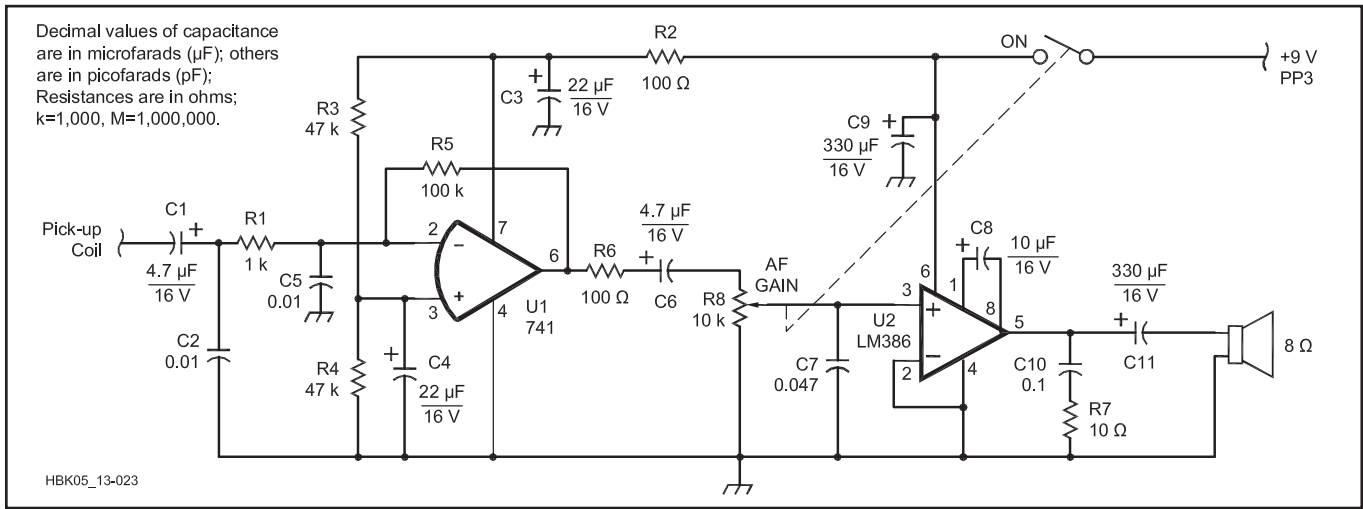 Decimal values of capacitance
are in microfarads (µF); others
are in picofarads (pF);
Resistances are in ohms;
k=1,000, M=1,000,000.
R2
100 Ω
ON
+9 V
PP3
+
C3
22 µF
16 V
R3
47 k
C9
+
330 µF
16 V
R5
100 k
Pick-up
Coil
C1
+
4.7 µF
16 V
R1
1 k
C5
0.01
2
−
7
6
+
3
4
U1
741
R6
100 Ω
4.7 µF
16 V
+
C6
AF
GAIN
R8
10 k
C8
+
10 µF
16 V
6
1
8
3
+
5
U2
LM386
−
2
4
330 µF
16 V
+
C11
8 Ω
C2
0.01
R4
47 k
+
C4
22 µF
16 V
C7
0.047
C10
0.1
R7
10 Ω
HBK05_13-023